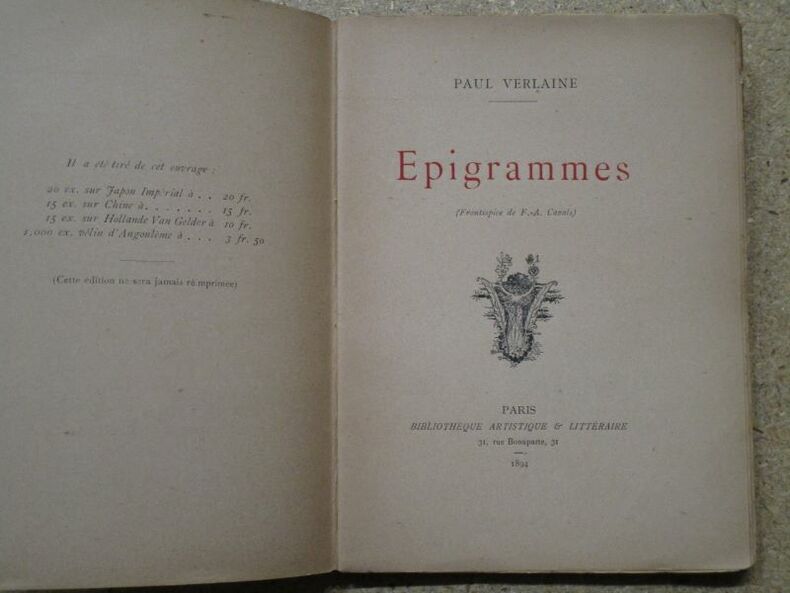 Il a été tiré de cet ouvrage :
20 ex. sur Japon Impérial à . . 20 fr.
15 ex. sur Chine à. . . . . . . 15 fr.
15 ex. sur Hollande Van Gelder à 10 fr.
1,000 ex. vélin d'Angoulême à . . . 3 fr. 50
(Cette édition ne sera jamais réimprimée)
PAUL VERLAINE
Epigrammes
(Frontispice de F.-A. Cazals)
PARIS
BIBLIOTHEQUE ARTISTIQUE & LITTÉRAIRE
31, rue Bonaparte, 31
1894